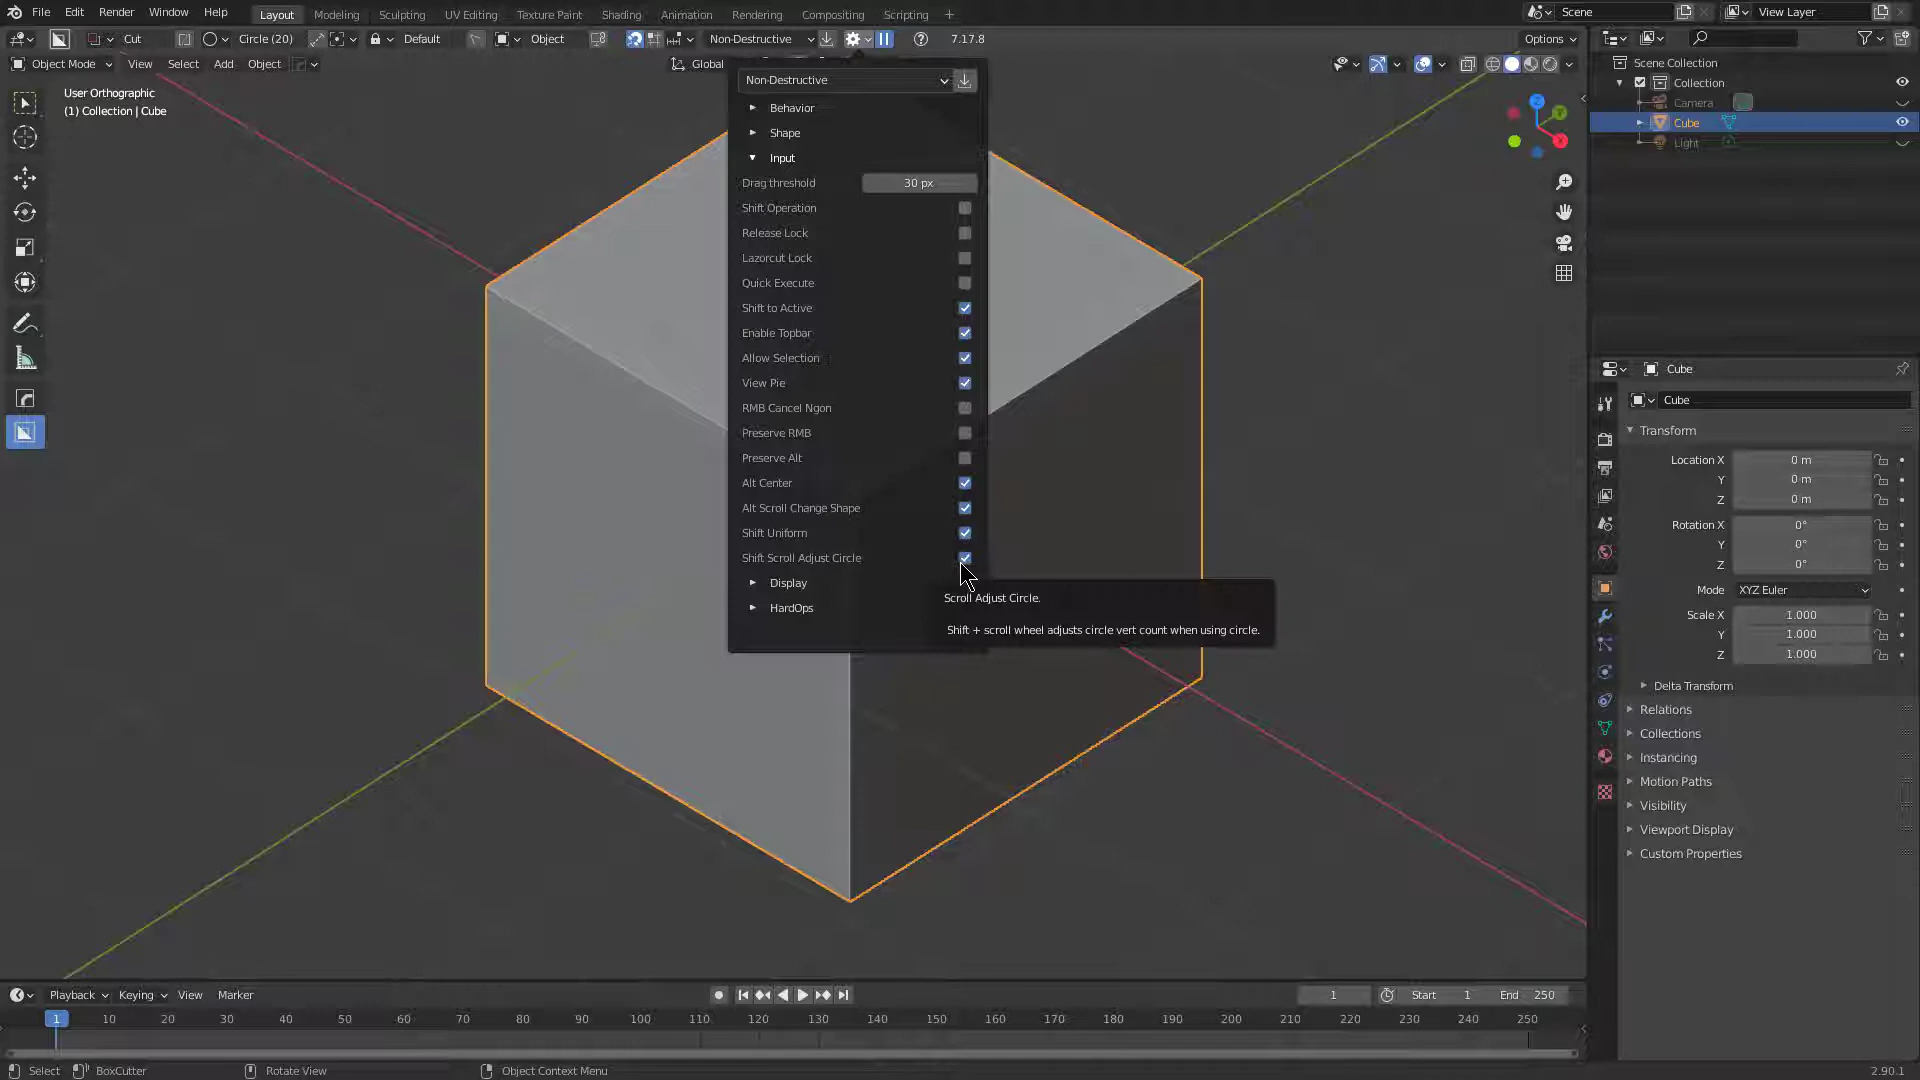 File Edit Render Window Help
Layout Modeling Sculpting UV Editing Texture Paint Shading Animation Rendering Compositing Scripting +
Scene
View Layer
Cut
Circle (20)
Default
Object
Non-Destructive
7.17.8
Options
Object Mode View Select Add Object
Global
User Orthographic
(1) Collection | Cube
Non-Destructive
Behavior
Shape
Input
Drag threshold 30 px
Shift Operation
Release Lock
Lazorcut Lock
Quick Execute
Shift to Active
Enable Topbar
Allow Selection
View Pie
RMB Cancel Ngon
Preserve RMB
Preserve Alt
Alt Center
Alt Scroll Change Shape
Shift Uniform
Shift Scroll Adjust Circle
Display
HardOps
Scroll Adjust Circle.
Shift + scroll wheel adjusts circle vert count when using circle.
Z
Y
X
Scene Collection
Collection
Camera
Cube
Light
Cube
Cube
Transform
Location X 0 m
Y 0 m
Z 0 m
Rotation X 0°
Y 0°
Z 0°
Mode XYZ Euler
Scale X 1.000
Y 1.000
Z 1.000
Delta Transform
Relations
Collections
Instancing
Motion Paths
Visibility
Viewport Display
Custom Properties
Playback Keying View Marker
1
Start 1 End 250
1 10 20 30 40 50 60 70 80 90 100 110 120 130 140 150 160 170 180 190 200 210 220 230 240 250
Select BoxCutter Rotate View Object Context Menu
2.90.1